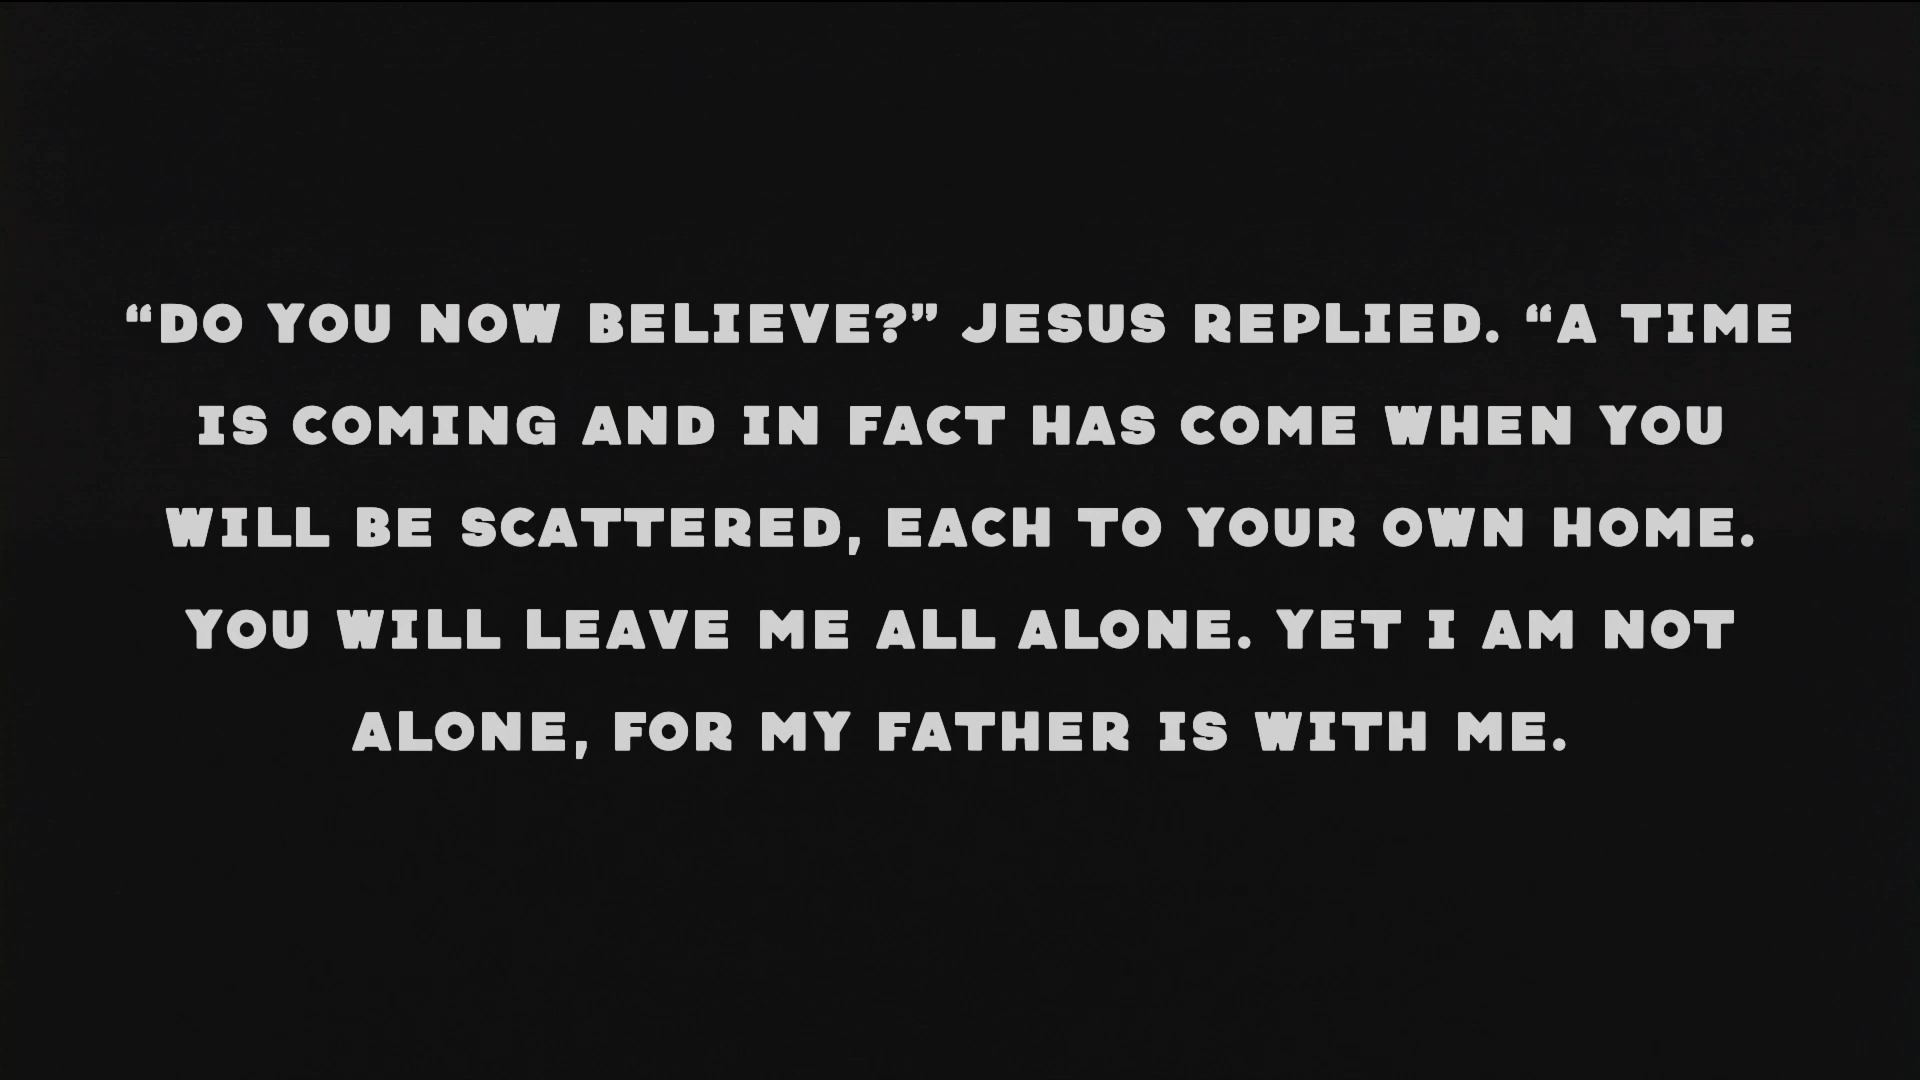 “DO YOU NOW BELIEVE?” JESUS REPLIED. “A TIME
IS COMING AND IN FACT HAS COME WHEN YOU
WILL BE SCATTERED, EACH TO YOUR OWN HOME.
YOU WILL LEAVE ME ALL ALONE. YET I AM NOT
ALONE, FOR MY FATHER IS WITH ME.